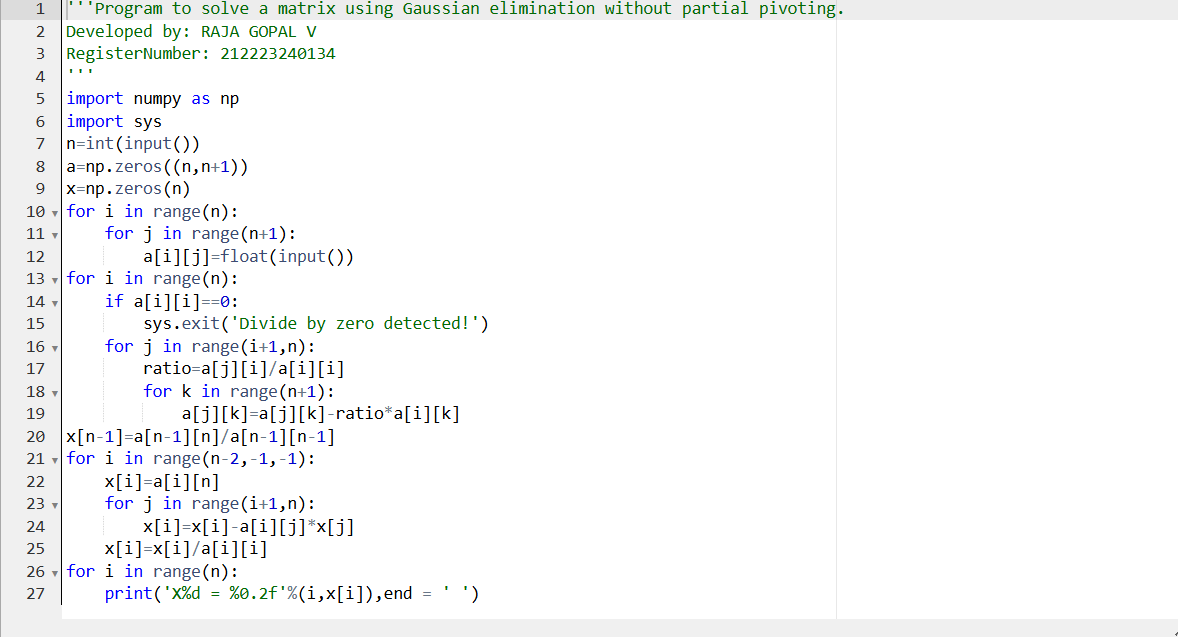 1 '''Program to solve a matrix using Gaussian elimination without partial pivoting.
2 Developed by: RAJA GOPAL V
3 RegisterNumber: 212223240134
4 '''
5 import numpy as np
6 import sys
7 n=int(input())
8 a=np.zeros((n,n+1))
9 x=np.zeros(n)
10 for i in range(n):
11     for j in range(n+1):
12         a[i][j]=float(input())
13 for i in range(n):
14     if a[i][i]==0:
15         sys.exit('Divide by zero detected!')
16     for j in range(i+1,n):
17         ratio=a[j][i]/a[i][i]
18         for k in range(n+1):
19             a[j][k]=a[j][k]-ratio*a[i][k]
20 x[n-1]=a[n-1][n]/a[n-1][n-1]
21 for i in range(n-2,-1,-1):
22     x[i]=a[i][n]
23     for j in range(i+1,n):
24         x[i]=x[i]-a[i][j]*x[j]
25     x[i]=x[i]/a[i][i]
26 for i in range(n):
27     print('X%d = %0.2f'%(i,x[i]),end = ' ')